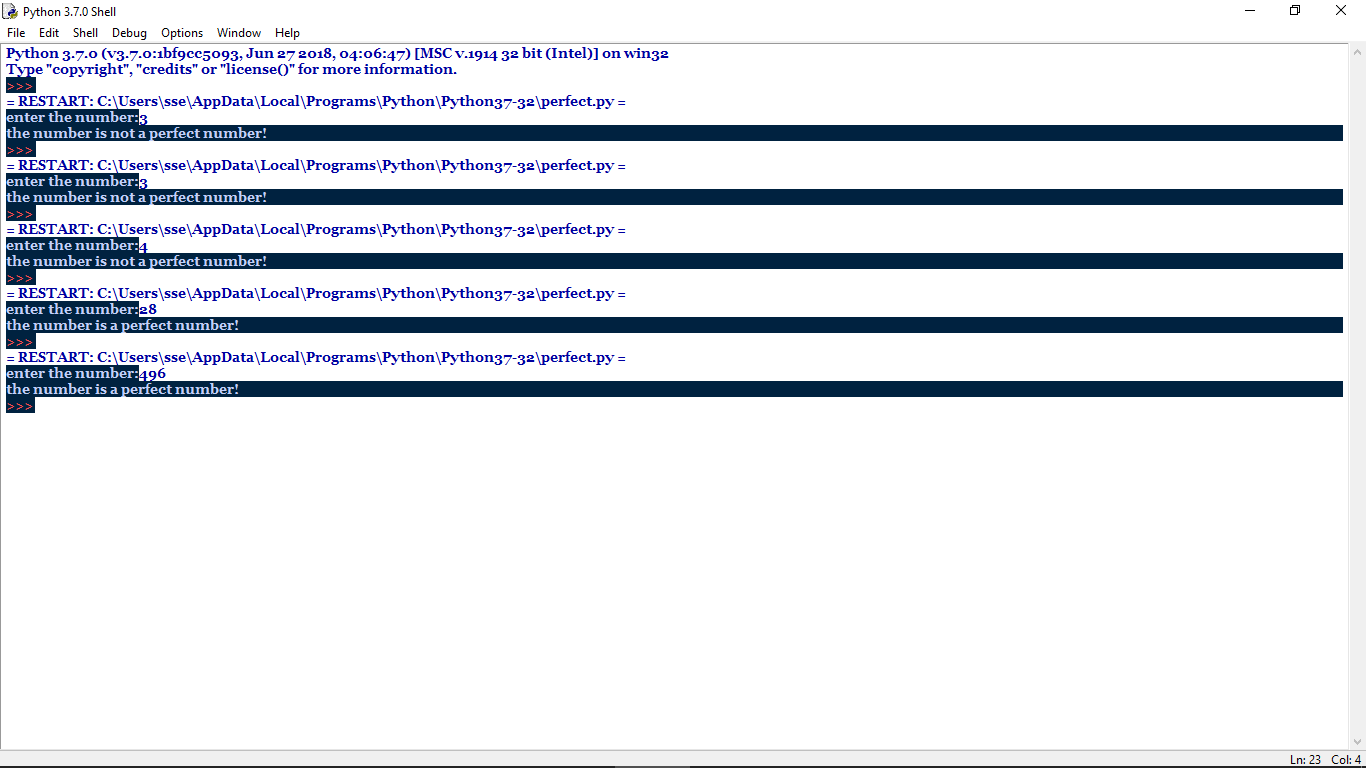 Python 3.7.0 Shell
File Edit Shell Debug Options Window Help
Python 3.7.0 (v3.7.0:1bf9cc5093, Jun 27 2018, 04:06:47) [MSC v.1914 32 bit (Intel)] on win32
Type "copyright", "credits" or "license()" for more information.
>>>
= RESTART: C:\Users\sse\AppData\Local\Programs\Python\Python37-32\perfect.py =
enter the number:3
the number is not a perfect number!
>>>
= RESTART: C:\Users\sse\AppData\Local\Programs\Python\Python37-32\perfect.py =
enter the number:3
the number is not a perfect number!
>>>
= RESTART: C:\Users\sse\AppData\Local\Programs\Python\Python37-32\perfect.py =
enter the number:4
the number is not a perfect number!
>>>
= RESTART: C:\Users\sse\AppData\Local\Programs\Python\Python37-32\perfect.py =
enter the number:28
the number is a perfect number!
>>>
= RESTART: C:\Users\sse\AppData\Local\Programs\Python\Python37-32\perfect.py =
enter the number:496
the number is a perfect number!
>>>
Ln: 23 Col: 4